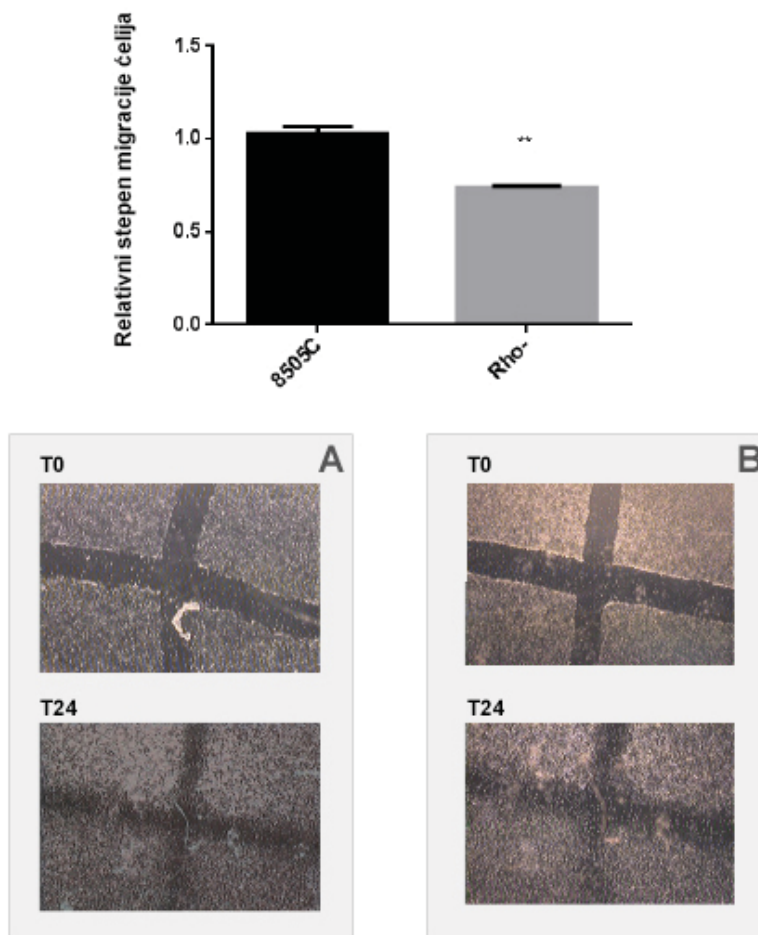 Relativni stepen migracije ćelija
1.5
1.0
0.5
0.0
**
8505C
Rho-
T0
A
T24
T0
B
T24